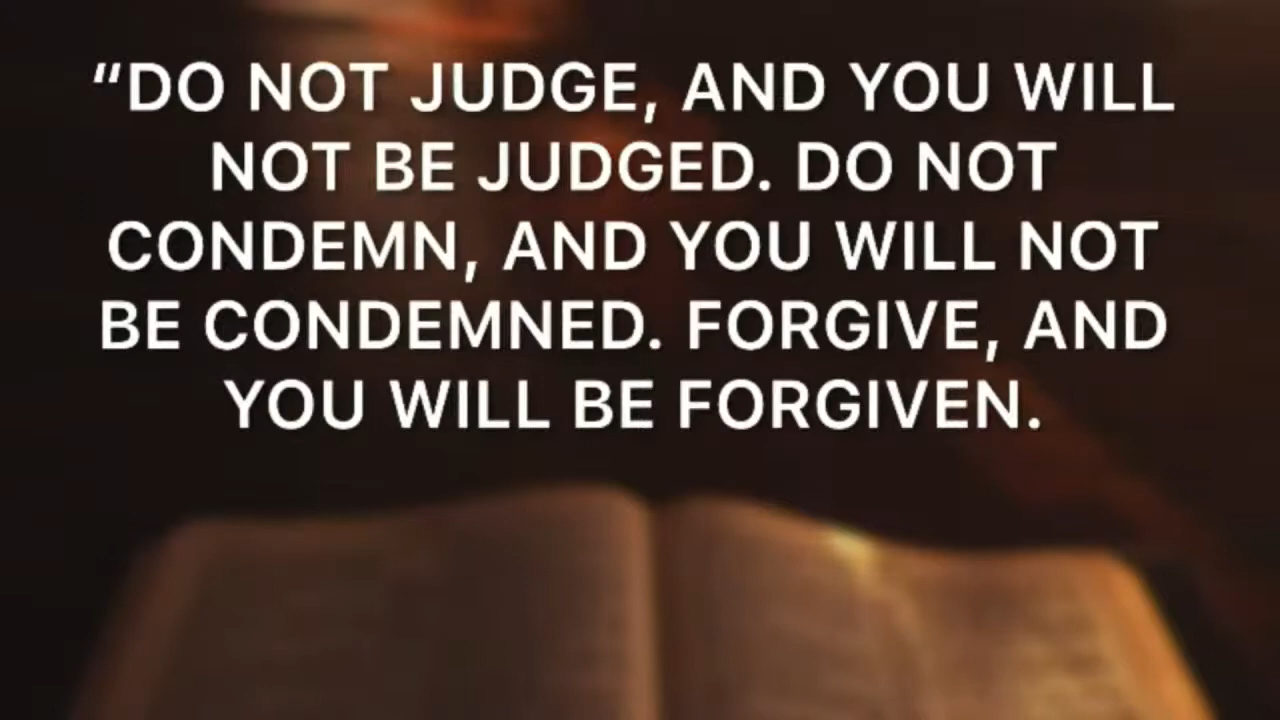 “DO NOT JUDGE, AND YOU WILL
NOT BE JUDGED. DO NOT
CONDEMN, AND YOU WILL NOT
BE CONDEMNED. FORGIVE, AND
YOU WILL BE FORGIVEN.